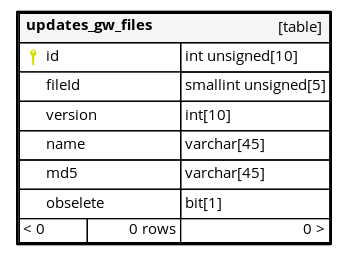 updates_gw_files [table]
id int unsigned[10]
fileId smallint unsigned[5]
version int[10]
name varchar[45]
md5 varchar[45]
obselete bit[1]
< 0 0 rows 0 >